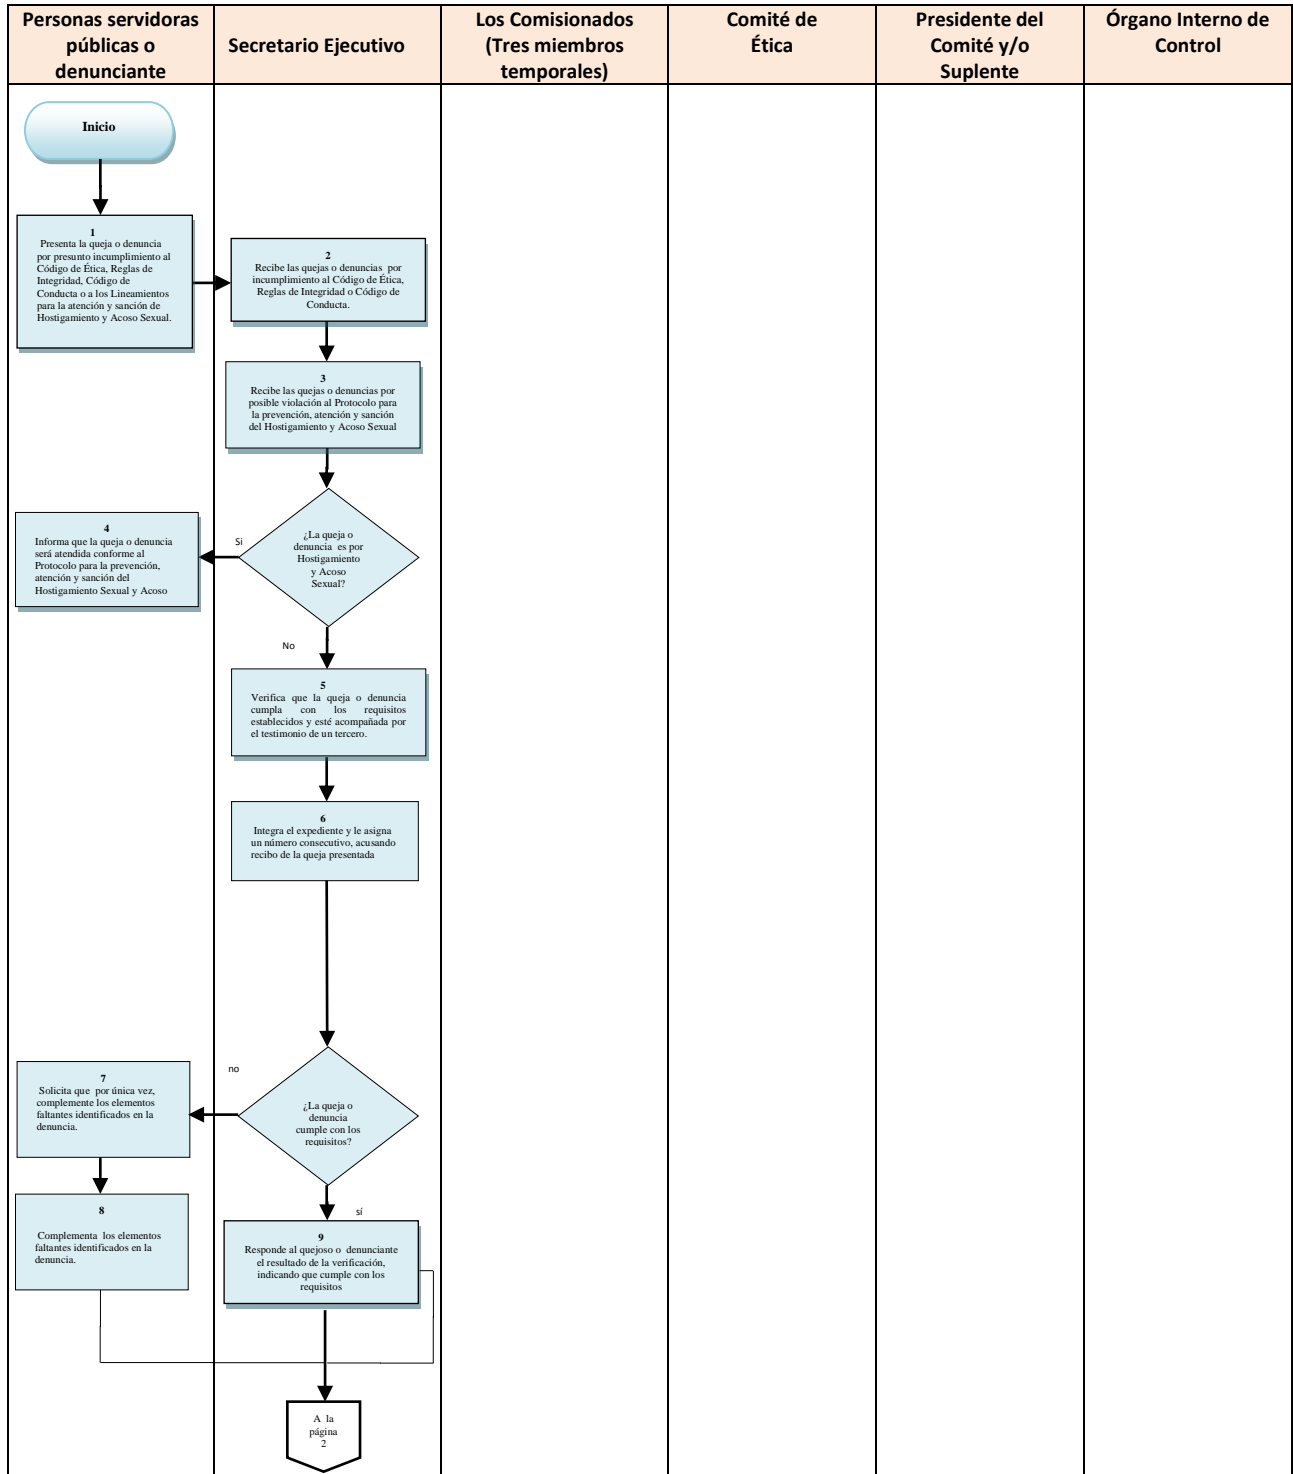 Personas servidoras
públicas o
denunciante
Secretario Ejecutivo
Los Comisionados
(Tres miembros
temporales)
Comité de
Ética
Presidente del
Comité y/o
Suplente
Órgano Interno de
Control
Inicio
1
Presenta la queja o denuncia
por presunto incumplimiento al
Código de Ética, Reglas de
Integridad, Código de
Conducta o a los Lineamientos
para la atención y sanción de
Hostigamiento y Acoso Sexual.
2
Recibe las quejas o denuncias por
incumplimiento al Código de Ética,
Reglas de Integridad o Código de
Conducta.
3
Recibe las quejas o denuncias por
posible violación al Protocolo para
la prevención, atención y sanción
del Hostigamiento y Acoso Sexual
¿La queja o
denuncia es por
Hostigamiento
y Acoso
Sexual?
Si
4
Informa que la queja o denuncia
será atendida conforme al
Protocolo para la prevención,
atención y sanción del
Hostigamiento Sexual y Acoso
No
5
Verifica que la queja o denuncia
cumpla con los requisitos
establecidos y esté acompañada por
el testimonio de un tercero.
6
Integra el expediente y le asigna
un número consecutivo, acusando
recibo de la queja presentada
¿La queja o
denuncia
cumple con los
requisitos?
no
7
Solicita que por única vez,
complemente los elementos
faltantes identificados en la
denuncia.
8
Complementa los elementos
faltantes identificados en la
denuncia.
sí
9
Responde al quejoso o denunciante
el resultado de la verificación,
indicando que cumple con los
requisitos
A la
página
2